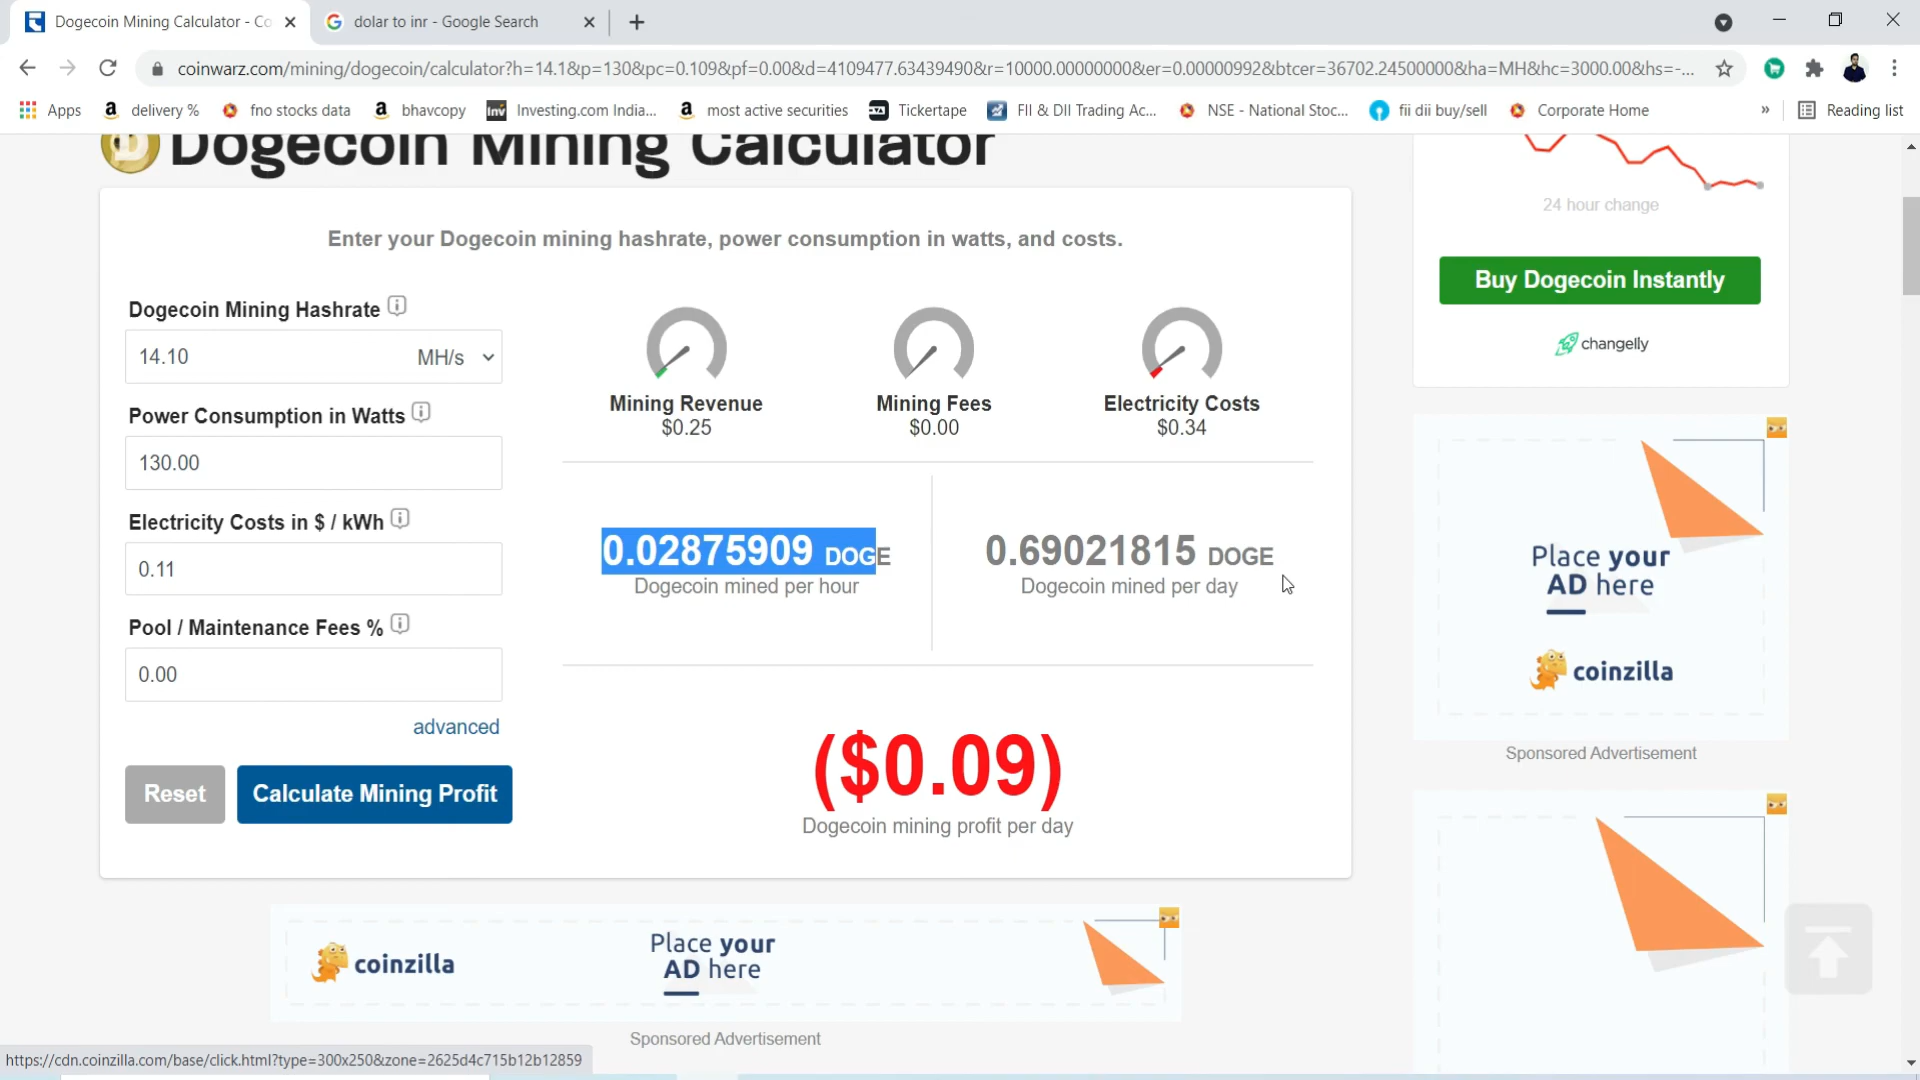 Dogecoin Mining Calculator - Co
dolar to inr - Google Search
coinwarz.com/mining/dogecoin/calculator?h=14.1&p=130&pc=0.109&pf=0.00&d=4109477.63439490&r=10000.00000000&er=0.00000992&btcer=36702.24500000&ha=MH&hc=3000.00&hs=-...
Apps
delivery %
fno stocks data
bhavcopy
Inv
Investing.com India...
most active securities
Tickertape
FII & DII Trading Ac...
NSE - National Stoc...
fii dii buy/sell
Corporate Home
»
Reading list
Dogecoin Mining Calculator
Enter your Dogecoin mining hashrate, power consumption in watts, and costs.
Dogecoin Mining Hashrate
14.10 MH/s
Power Consumption in Watts
130.00
Electricity Costs in $ / kWh
0.11
Pool / Maintenance Fees %
0.00
advanced
Reset
Calculate Mining Profit
Mining Revenue
$0.25
Mining Fees
$0.00
Electricity Costs
$0.34
0.02875909 DOGE
Dogecoin mined per hour
0.69021815 DOGE
Dogecoin mined per day
($0.09)
Dogecoin mining profit per day
24 hour change
Buy Dogecoin Instantly
changelly
Place your
AD here
coinzilla
Sponsored Advertisement
coinzilla
Place your
AD here
Sponsored Advertisement
https://cdn.coinzilla.com/base/click.html?type=300x250&zone=2625d4c715b12b12859